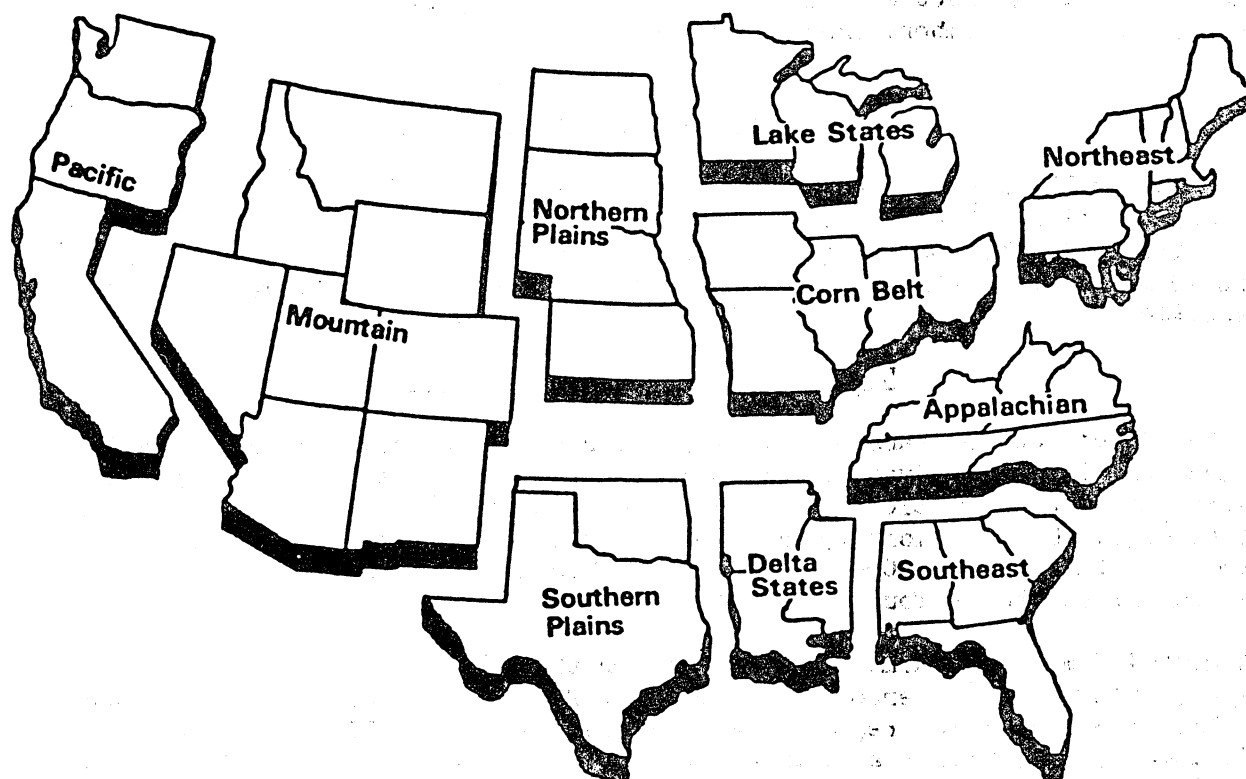 Pacific
Mountain
Northern
Plains
Lake States
Northeast
Corn Belt
Appalachian
Southern
Plains
Delta
States
Southeast